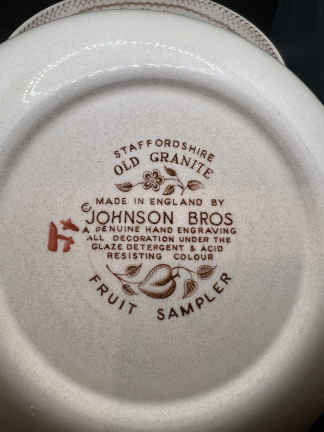 STAFFORDSHIRE
OLD GRANITE
MADE IN ENGLAND BY
© JOHNSON BROS
A GENUINE HAND ENGRAVING
ALL DECORATION UNDER THE
GLAZE DETERGENT & ACID
RESISTING COLOUR
FRUIT SAMPLER